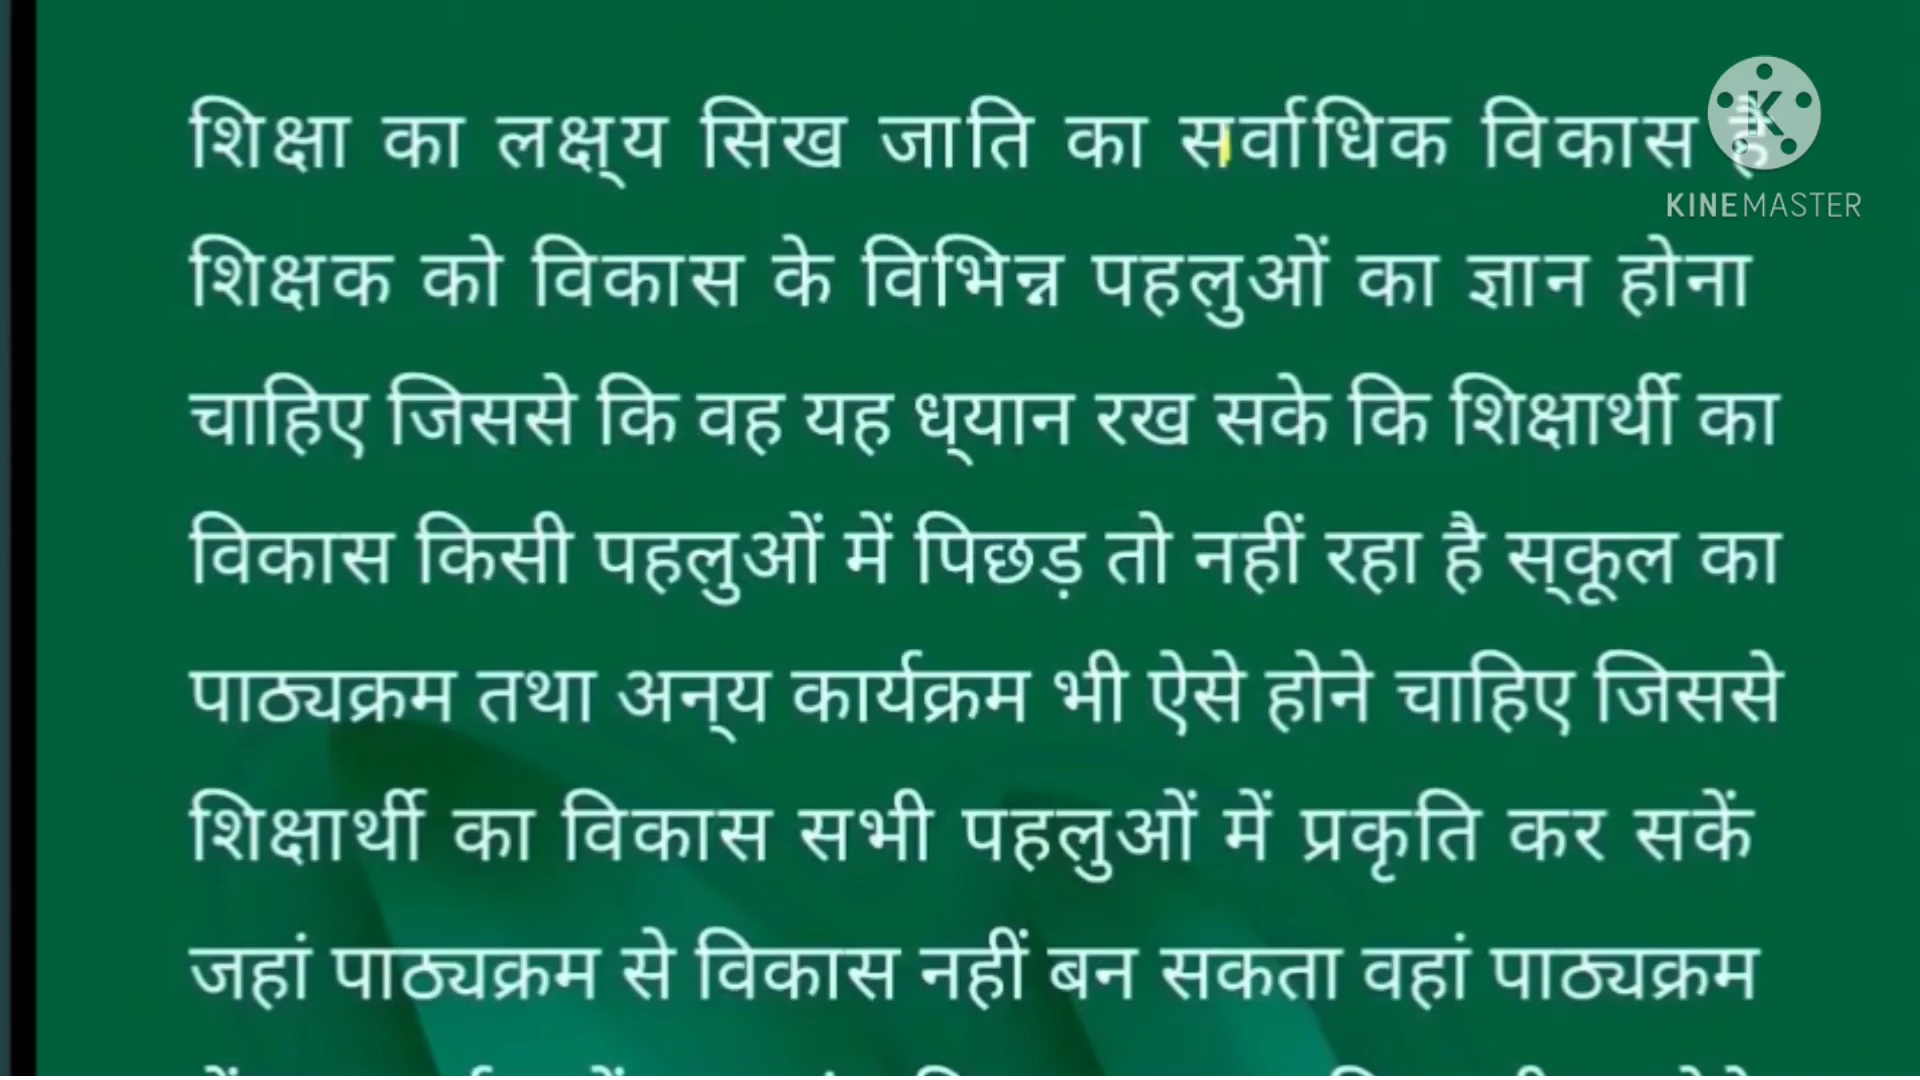 शिक्षा का लक्ष्‌य सिख जाति का सर्वाधिक विकास है
KINEMASTER
शिक्षक को विकास के विभिन्न पहलुओं का ज्ञान होना
चाहिए जिससे कि वह यह ध्‌यान रख सके कि शिक्षार्थी का
विकास किसी पहलुओं में पिछड़ तो नहीं रहा है स्‌कूल का
पाठ्यक्रम तथा अन्‌य कार्यक्रम भी ऐसे होने चाहिए जिससे
शिक्षार्थी का विकास सभी पहलुओं में प्रकृति कर सकें
जहां पाठ्यक्रम से विकास नहीं बन सकता वहां पाठ्यक्रम